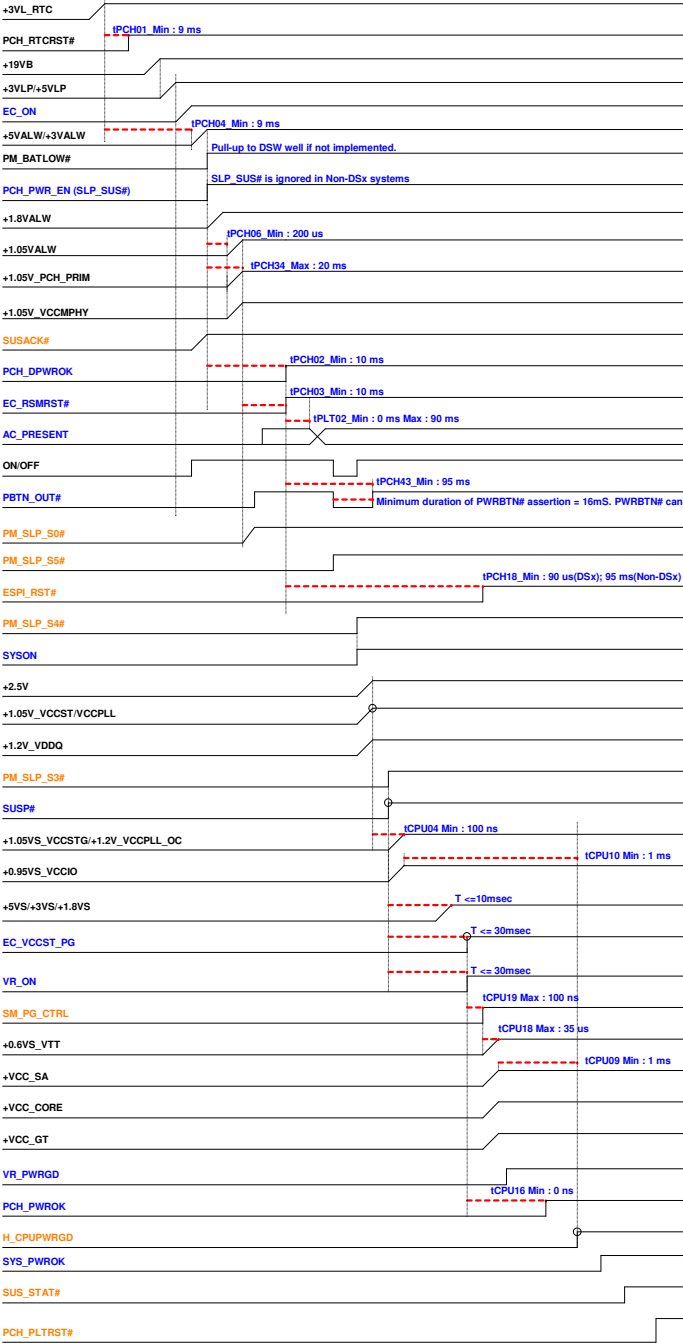 +3VL_RTC
tPCH01_Min : 9 ms
PCH_RTCRST#
+19VB
+3VLP/+5VLP
EC_ON
tPCH04_Min : 9 ms
+5VALW/+3VALW
Pull-up to DSW well if not implemented.
PM_BATLOW#
SLP_SUS# is ignored in Non-DSx systems
PCH_PWR_EN (SLP_SUS#)
+1.8VALW
tPCH06_Min : 200 us
+1.05VALW
tPCH34_Max : 20 ms
+1.05V_PCH_PRIM
+1.05V_VCCMPHY
SUSACK#
tPCH02_Min : 10 ms
PCH_DPWROK
tPCH03_Min : 10 ms
EC_RSMRST#
tPLT02_Min : 0 ms Max : 90 ms
AC_PRESENT
ON/OFF
tPCH43_Min : 95 ms
PBTN_OUT#
Minimum duration of PWRBTN# assertion = 16mS. PWRBTN# can
PM_SLP_S0#
PM_SLP_S5#
tPCH18_Min : 90 us(DSx); 95 ms(Non-DSx)
ESPI_RST#
PM_SLP_S4#
SYSON
+2.5V
+1.05V_VCCST/VCCPLL
+1.2V_VDDQ
PM_SLP_S3#
SUSP#
tCPU04 Min : 100 ns
+1.05VS_VCCSTG/+1.2V_VCCPLL_OC
tCPU10 Min : 1 ms
+0.95VS_VCCIO
T <=10msec
+5VS/+3VS/+1.8VS
T <= 30msec
EC_VCCST_PG
T <= 30msec
VR_ON
tCPU19 Max : 100 ns
SM_PG_CTRL
tCPU18 Max : 35 us
+0.6VS_VTT
tCPU09 Min : 1 ms
+VCC_SA
+VCC_CORE
+VCC_GT
VR_PWRGD
tCPU16 Min : 0 ns
PCH_PWROK
H_CPUPWRGD
SYS_PWROK
SUS_STAT#
PCH_PLTRST#